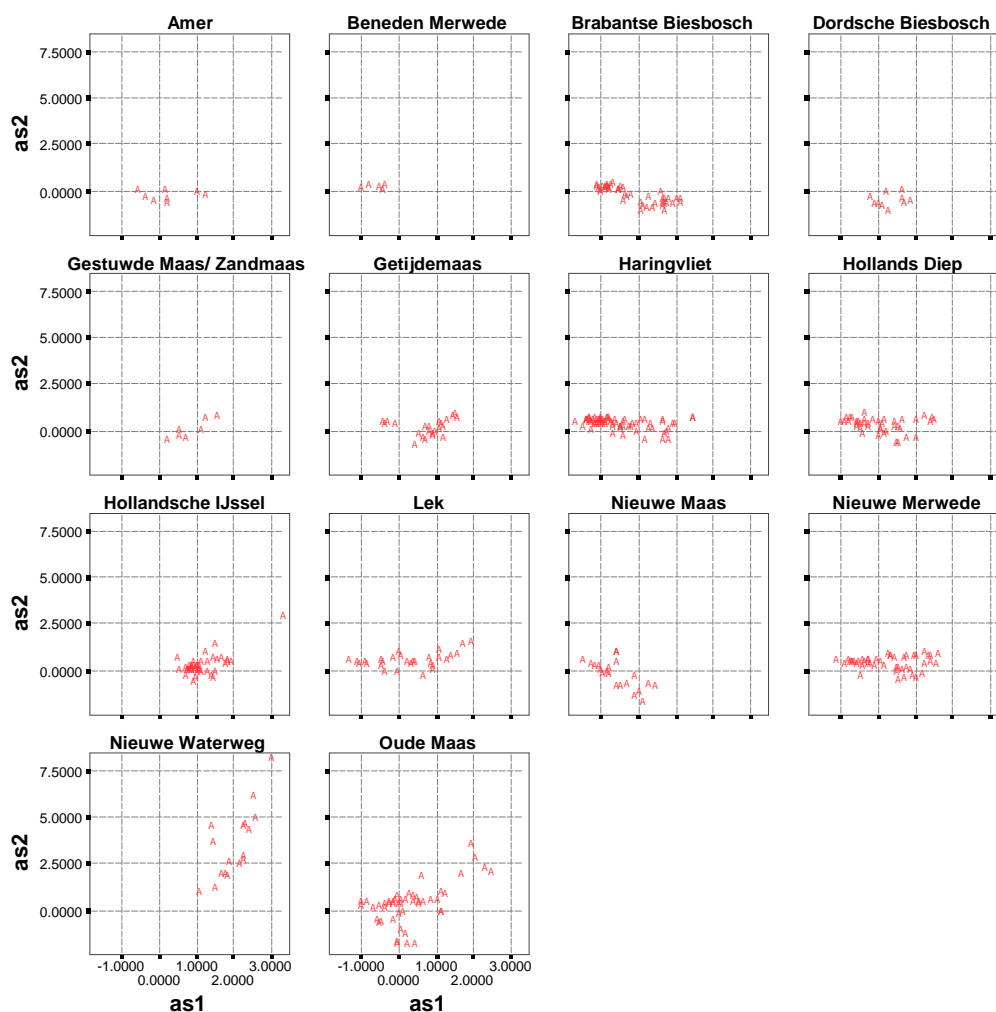 Amer Beneden Merwede Brabantse Biesbosch Dordsche Biesbosch
7.5000
5.0000
as2
2.5000
0.0000
Gestuwde Maas/ Zandmaas Getijdemaas Haringvliet Hollands Diep
7.5000
5.0000
as2
2.5000
0.0000
Hollandsche IJssel Lek Nieuwe Maas Nieuwe Merwede
7.5000
5.0000
as2
2.5000
0.0000
Nieuwe Waterweg Oude Maas
7.5000
5.0000
as2
2.5000
0.0000
-1.0000 1.0000 3.0000 -1.0000 1.0000 3.0000
0.0000 2.0000 0.0000 2.0000
as1 as1